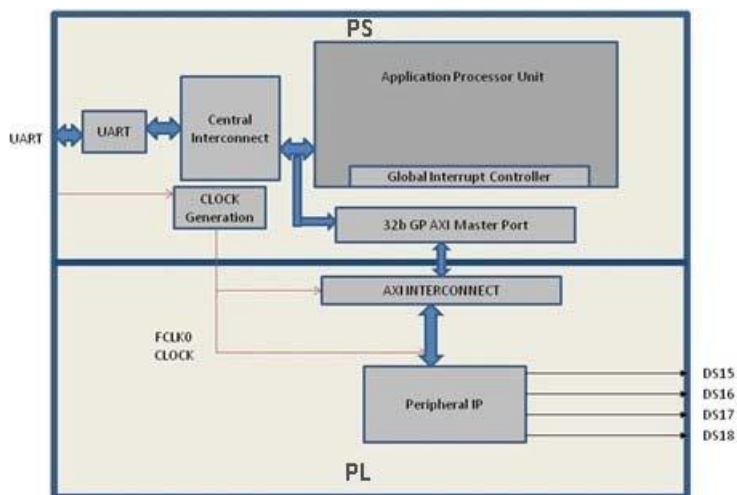 PS
Application Processor Unit
Central
Interconnect
UART
UART
Global Interrupt Controller
CLOCK
Generation
32b GP AXI Master Port
AXI INTERCONNECT
FCLK0
CLOCK
Peripheral IP
DS15
DS16
DS17
DS18
PL